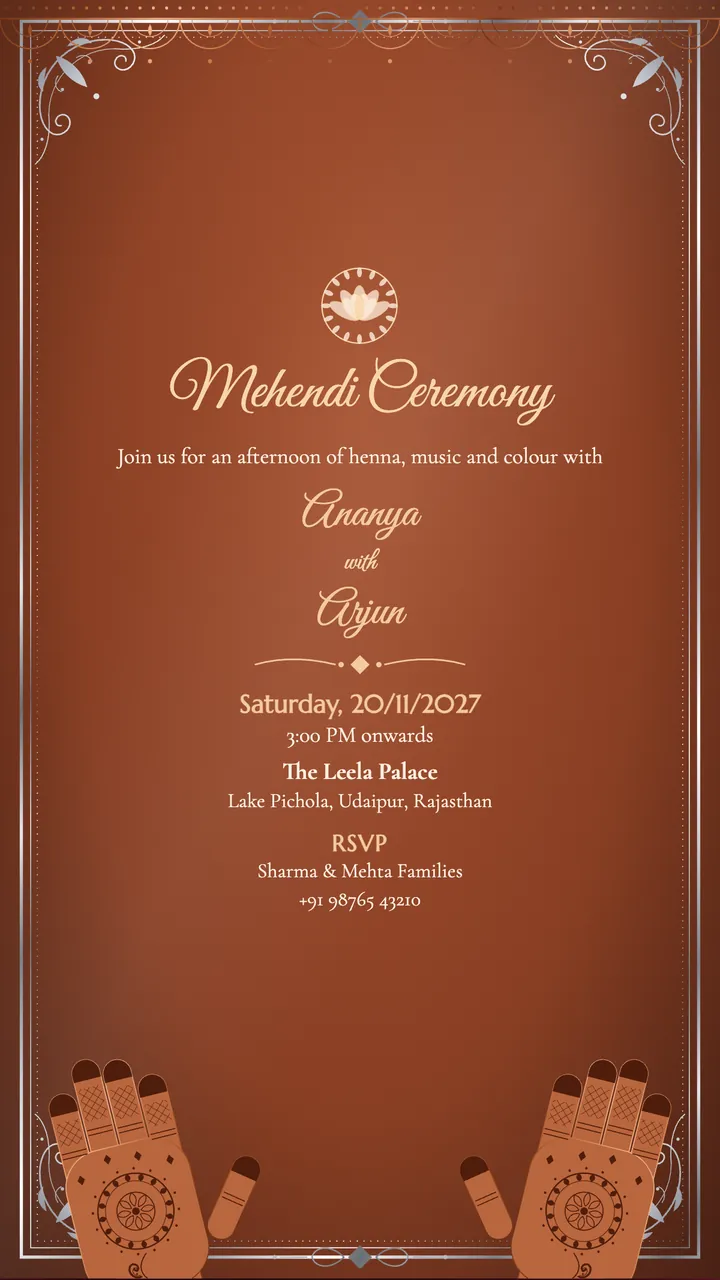 Mehendi Ceremony
Join us for an afternoon of henna, music and colour with
Ananya
with
Arjun
Saturday, 20/11/2027
3:00 PM onwards
The Leela Palace
Lake Pichola, Udaipur, Rajasthan
RSVP
Sharma & Mehta Families
+91 98765 43210